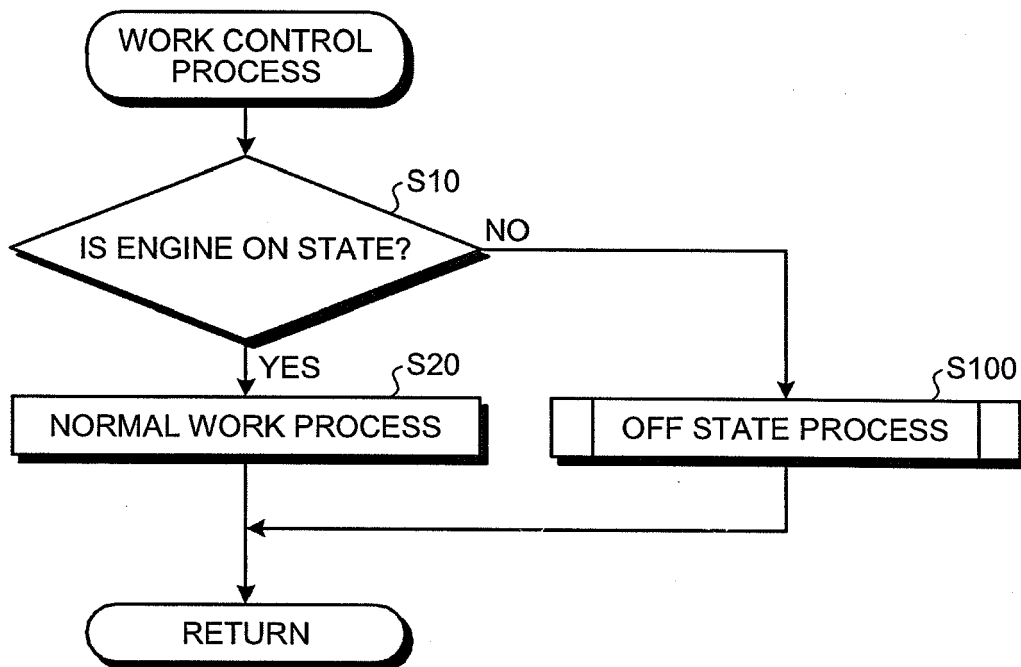 WORK CONTROL
PROCESS
S10
IS ENGINE ON STATE?
NO
YES
S20
NORMAL WORK PROCESS
S100
OFF STATE PROCESS
RETURN